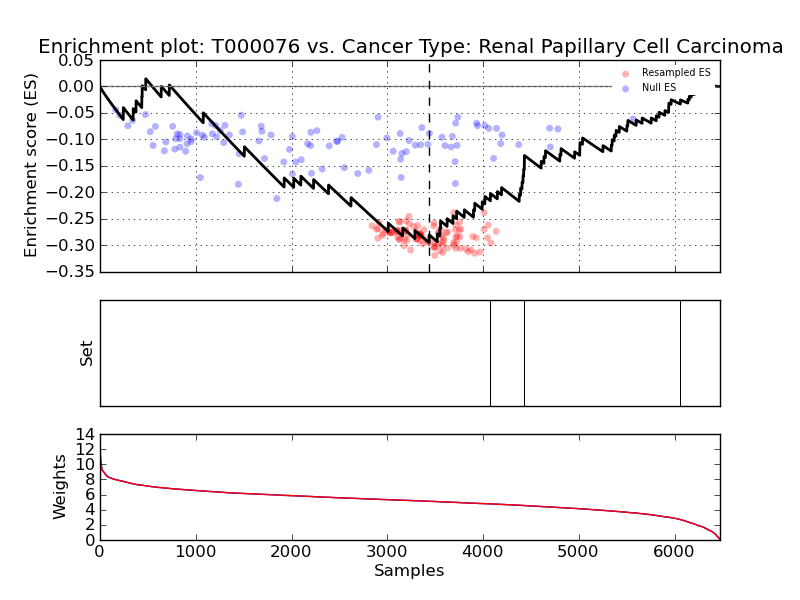 Enrichment plot: T000076 vs. Cancer Type: Renal Papillary Cell Carcinoma
Enrichment score (ES)
0.05
0.00
−0.05
−0.10
−0.15
−0.20
−0.25
−0.30
−0.35
Resampled ES
Null ES
Set
Weights
14
12
10
8
6
4
2
0
0 1000 2000 3000 4000 5000 6000
Samples